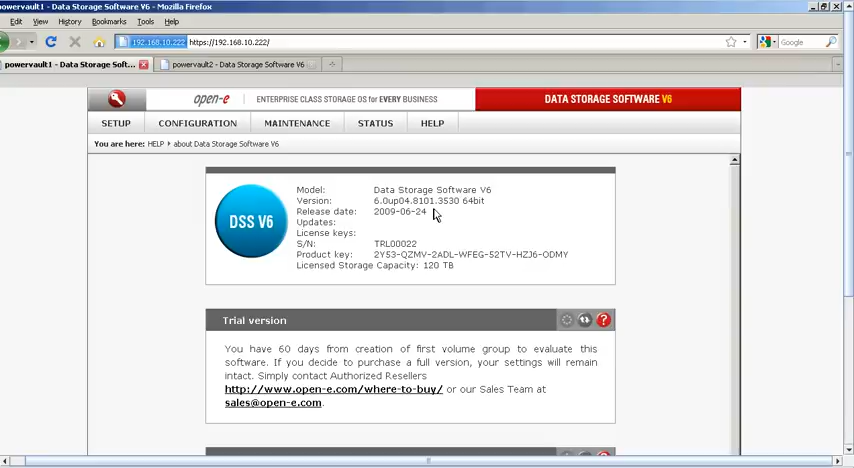 powervault1 - Data Storage Software V6 - Mozilla Firefox
Edit View History Bookmarks Tools Help
192.168.10.222 https://192.168.10.222/
Google
powervault1 - Data Storage Soft...
powervault2 - Data Storage Software V6
open-e
ENTERPRISE CLASS STORAGE OS for EVERY BUSINESS
DATA STORAGE SOFTWARE V6
SETUP CONFIGURATION MAINTENANCE STATUS HELP
You are here: HELP about Data Storage Software V6
DSS V6
Model: Data Storage Software V6
Version: 6.0up04.8101.3530 64bit
Release date: 2009-06-24
Updates:
License keys:
S/N: TRL00022
Product key: 2Y53-QZMV-2ADL-WFEG-52TV-HZJ6-ODMY
Licensed Storage Capacity: 120 TB
Trial version
You have 60 days from creation of first volume group to evaluate this
software. If you decide to purchase a full version, your settings will remain
intact. Simply contact Authorized Resellers
http://www.open-e.com/where-to-buy/ or our Sales Team at
sales@open-e.com.